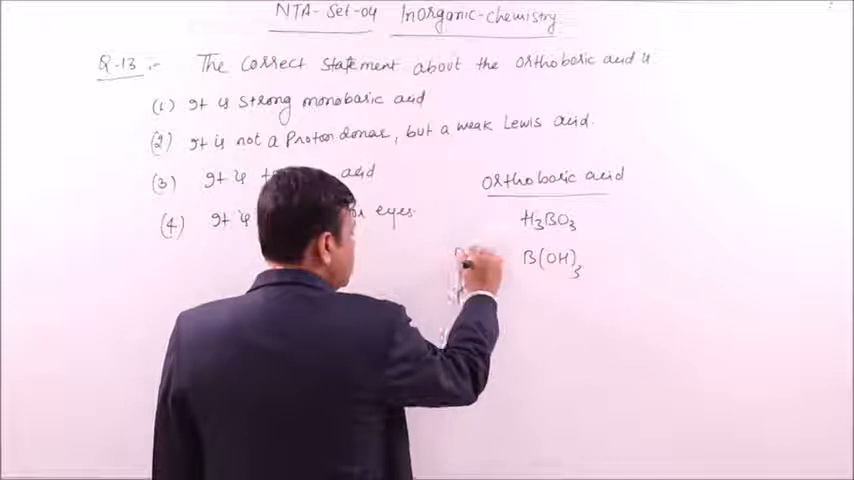 NTA-Set-04 Inorganic-chemistry
Q.13 :- The Correct statement about the Orthoboric acid is
(1) It is strong monobasic acid
(2) It is not a Proton donar, but a weak Lewis acid.
(3) It is acid
(4) It is eyes.
Orthoboric acid
H3BO3
B(OH)3